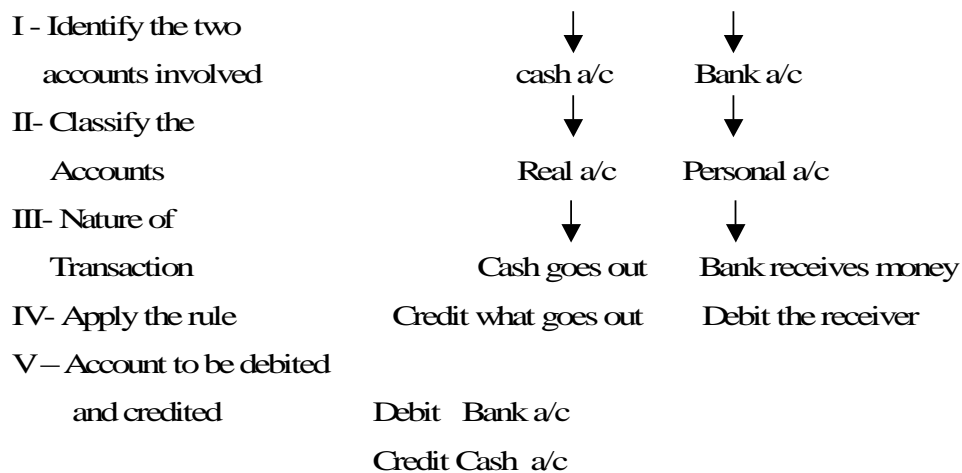 I - Identify the two
accounts involved cash a/c Bank a/c
II- Classify the
Accounts Real a/c Personal a/c
III- Nature of
Transaction Cash goes out Bank receives money
IV- Apply the rule Credit what goes out Debit the receiver
V – Account to be debited
and credited Debit Bank a/c
Credit Cash a/c